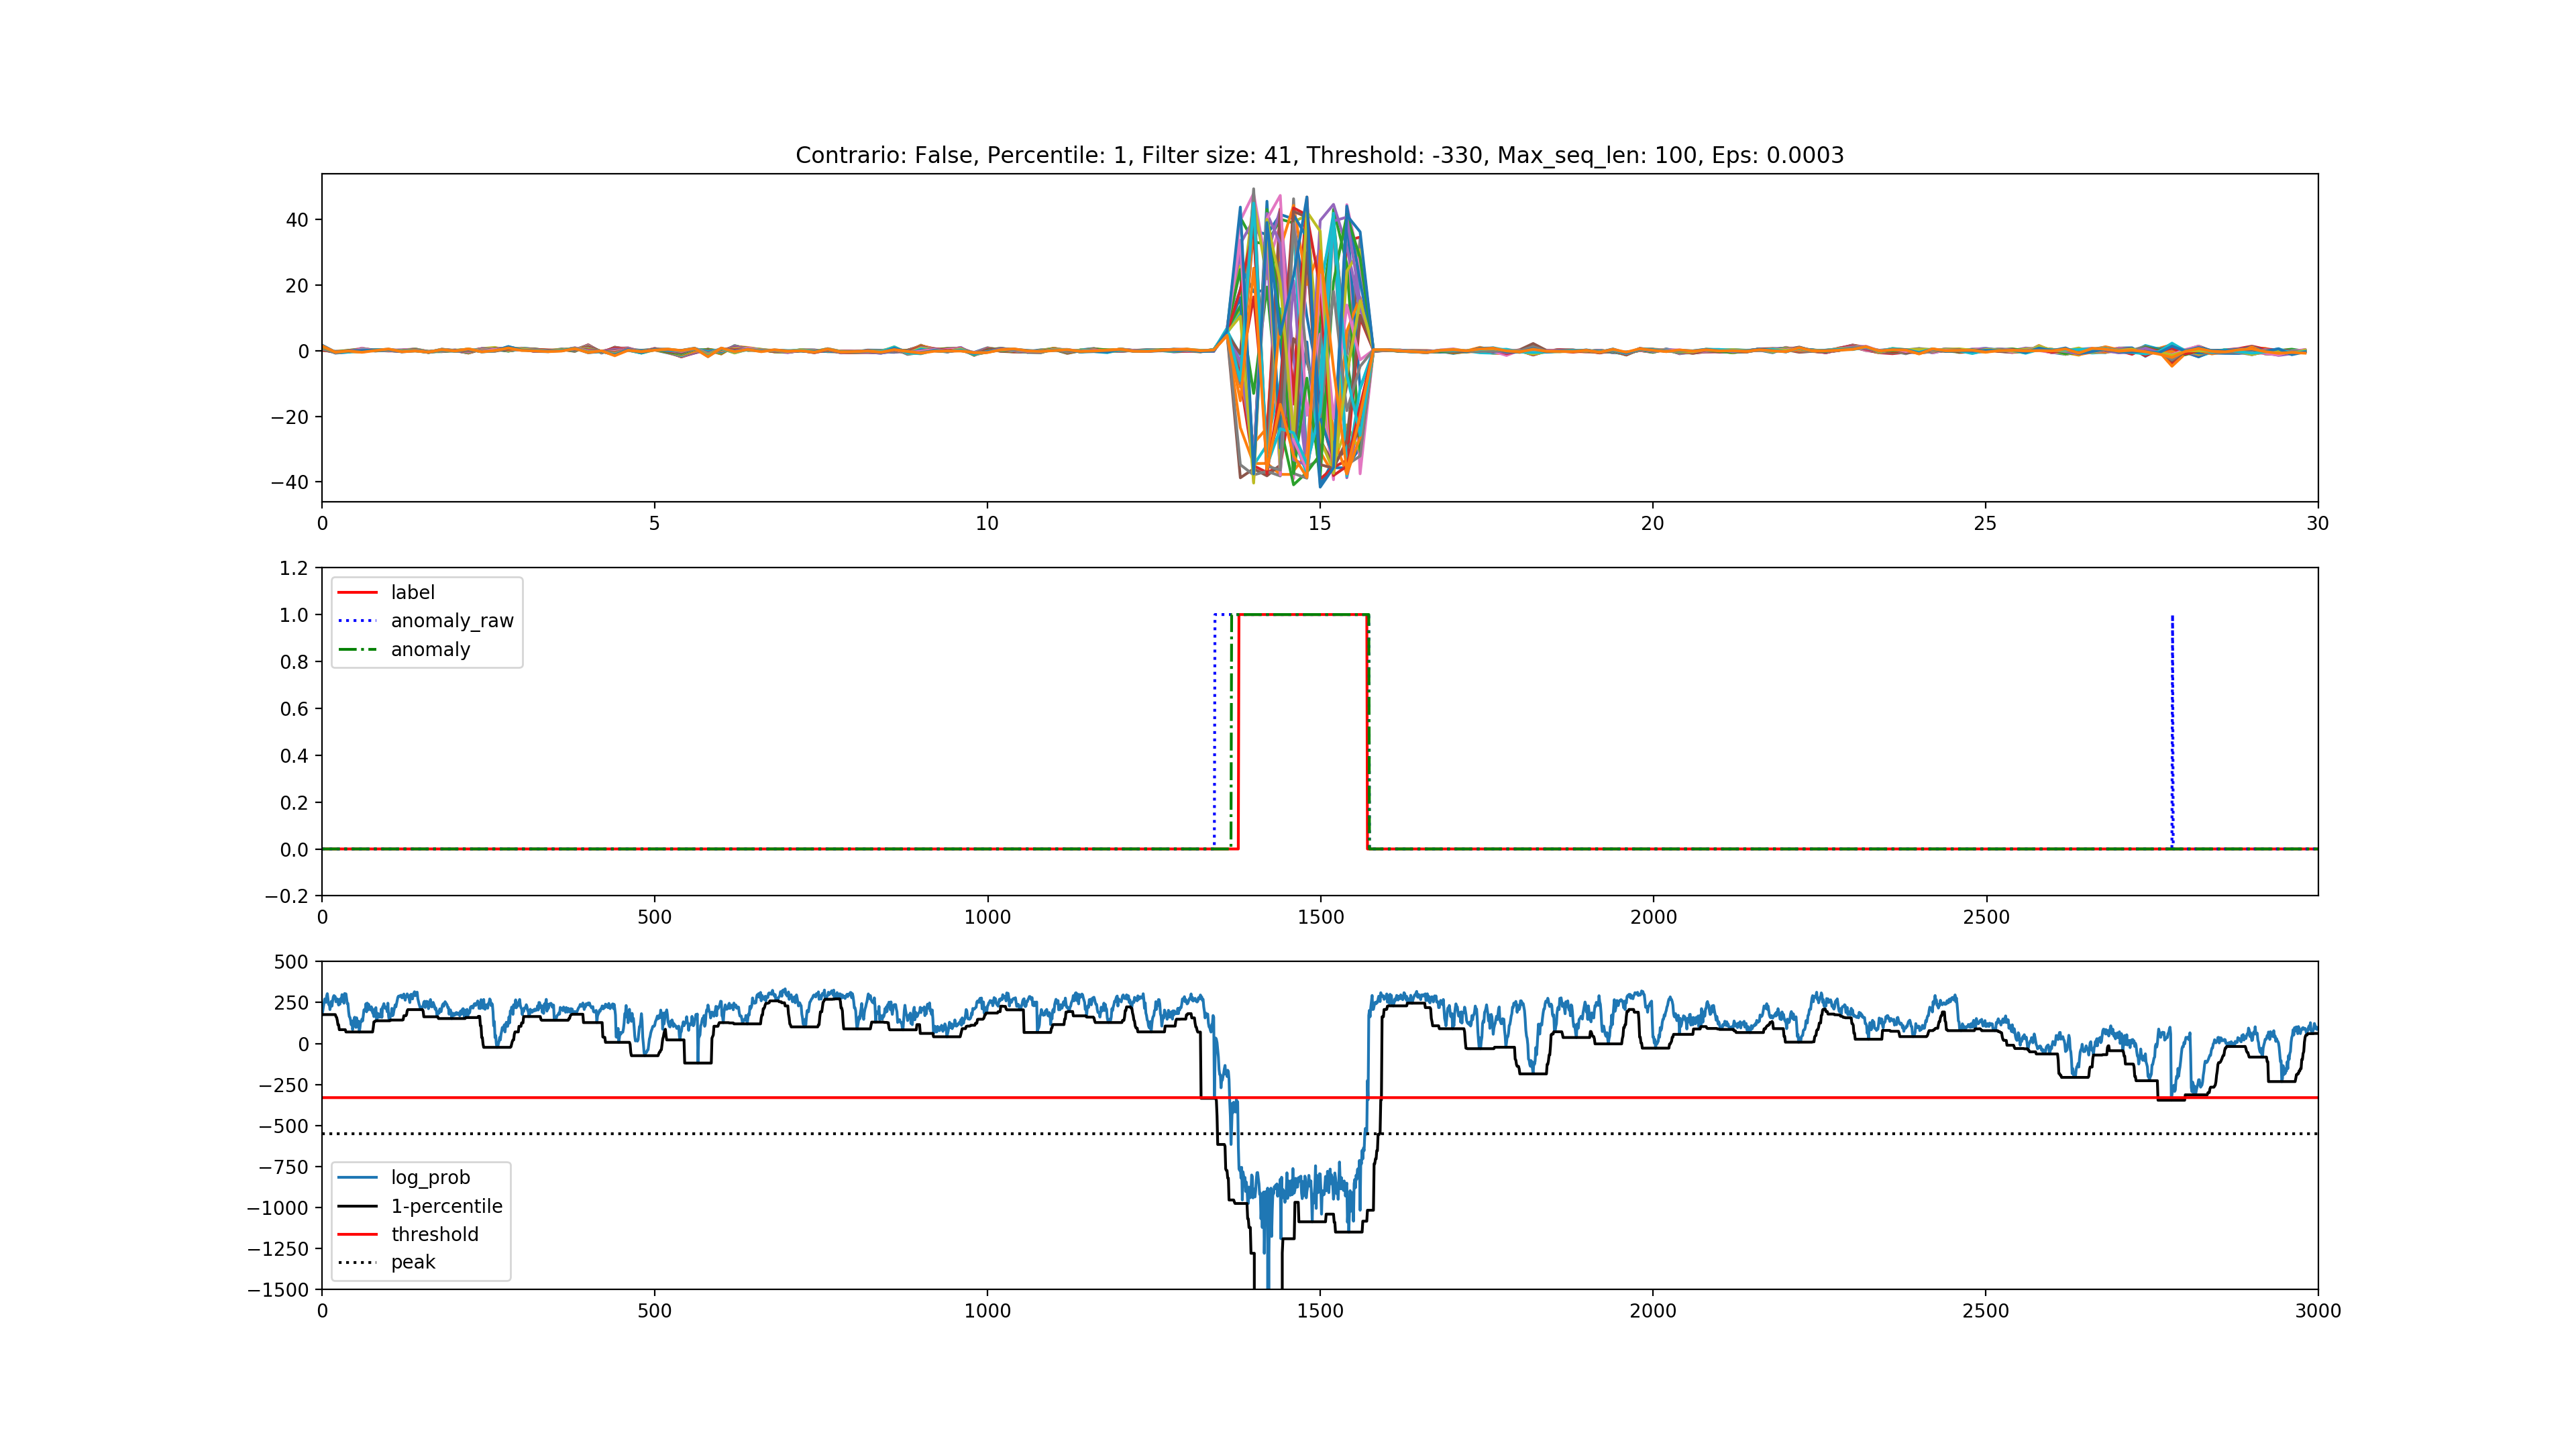 Contrario: False, Percentile: 1, Filter size: 41, Threshold: -330, Max_seq_len: 100, Eps: 0.0003
40
20
0
−20
−40
0 5 10 15 20 25 30
1.2
1.0
0.8
0.6
0.4
0.2
0.0
−0.2
label
anomaly_raw
anomaly
0 500 1000 1500 2000 2500
500
250
0
−250
−500
−750
−1000
−1250
−1500
log_prob
1-percentile
threshold
peak
0 500 1000 1500 2000 2500 3000